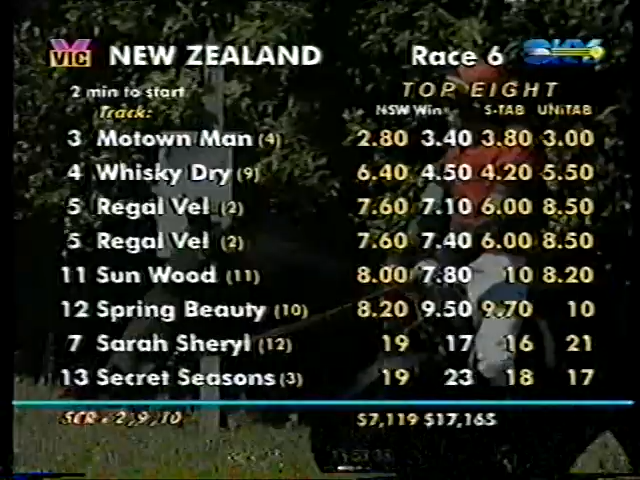 VIC NEW ZEALAND Race 6 SKY
2 min to start TOP EIGHT
Track: NSW Win S-TAB UNiTAB
3 Motown Man (4) 2.80 3.40 3.80 3.00
4 Whisky Dry (9) 6.40 4.50 4.20 5.50
5 Regal Vel (2) 7.60 7.10 6.00 8.50
5 Regal Vel (2) 7.60 7.40 6.00 8.50
11 Sun Wood (11) 8.00 7.80 10 8.20
12 Spring Beauty (10) 8.20 9.50 9.70 10
7 Sarah Sheryl (12) 19 17 16 21
13 Secret Seasons (3) 19 23 18 17
SCR - 2,9,10 $7,119 $17,165